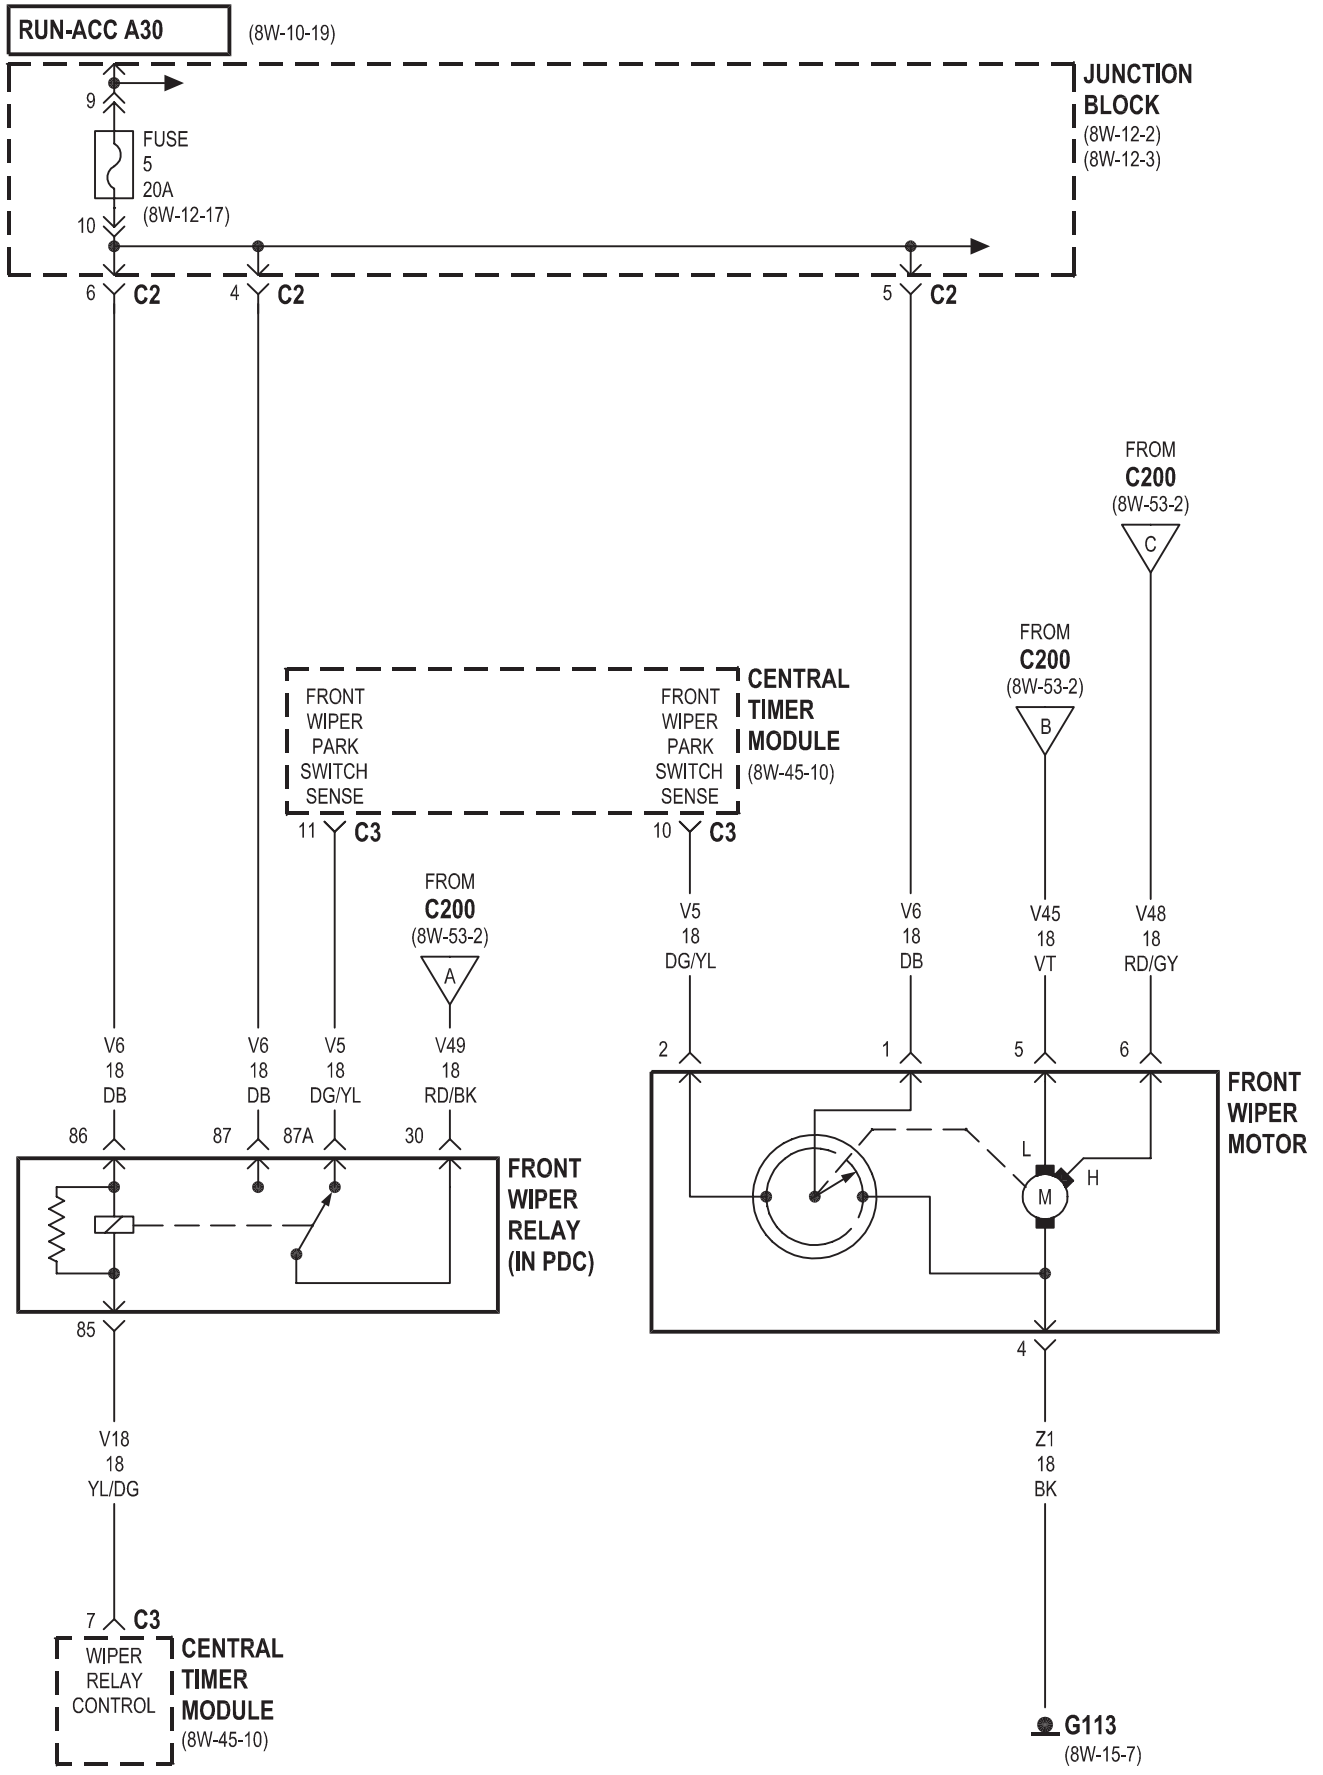 RUN-ACC A30
(8W-10-19)
JUNCTION
BLOCK
(8W-12-2)
(8W-12-3)
9
FUSE
5
20A
(8W-12-17)
10
6
C2
4
C2
5
C2
FROM
C200
(8W-53-2)
C
FROM
C200
(8W-53-2)
B
FRONT
WIPER
PARK
SWITCH
SENSE
FRONT
WIPER
PARK
SWITCH
SENSE
CENTRAL
TIMER
MODULE
(8W-45-10)
11
C3
10
C3
FROM
C200
(8W-53-2)
A
V5
18
DG/YL
V6
18
DB
V45
18
VT
V48
18
RD/GY
V6
18
DB
V6
18
DB
V5
18
DG/YL
V49
18
RD/BK
2
1
5
6
86
87
87A
30
FRONT
WIPER
RELAY
(IN PDC)
FRONT
WIPER
MOTOR
L
H
M
85
4
V18
18
YL/DG
Z1
18
BK
7
C3
WIPER
RELAY
CONTROL
CENTRAL
TIMER
MODULE
(8W-45-10)
G113
(8W-15-7)